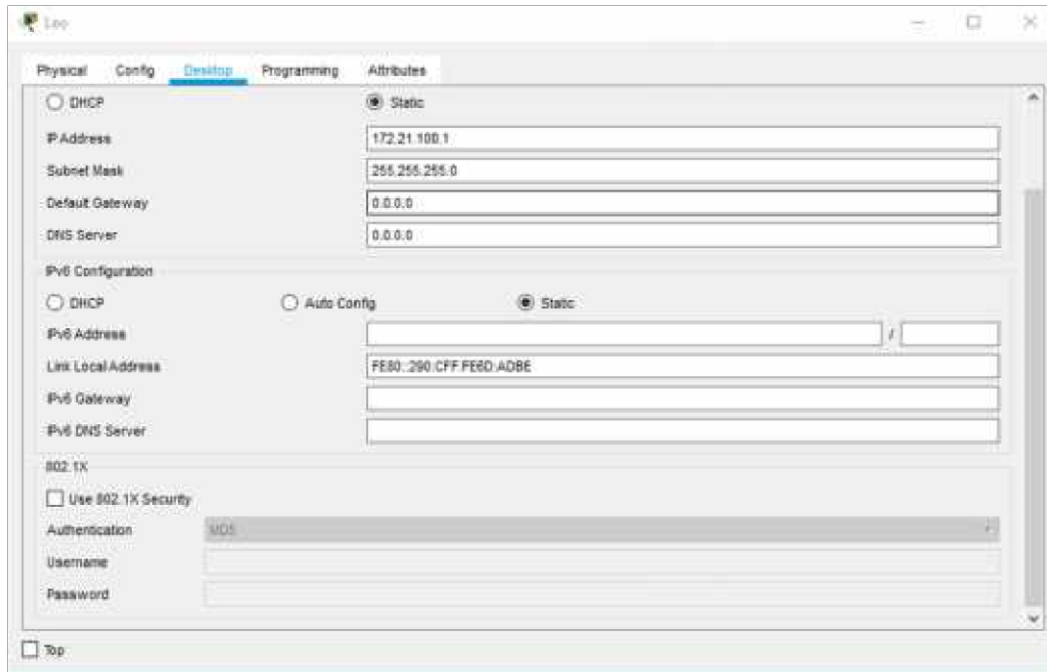 Leo
Physical Config Desktop Programming Attributes
DHCP Static
IP Address 172.21.100.1
Subnet Mask 255.255.255.0
Default Gateway 0.0.0.0
DNS Server 0.0.0.0
IPv6 Configuration
DHCP Auto Config Static
IPv6 Address /
Link Local Address FE80::290:CFF:FE6D:ADBE
IPv6 Gateway
IPv6 DNS Server
802.1X
Use 802.1X Security
Authentication MD5
Username
Password
Top